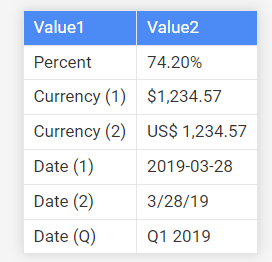 Value1 Value2
Percent 74.20%
Currency (1) $1,234.57
Currency (2) US$ 1,234.57
Date (1) 2019-03-28
Date (2) 3/28/19
Date (Q) Q1 2019